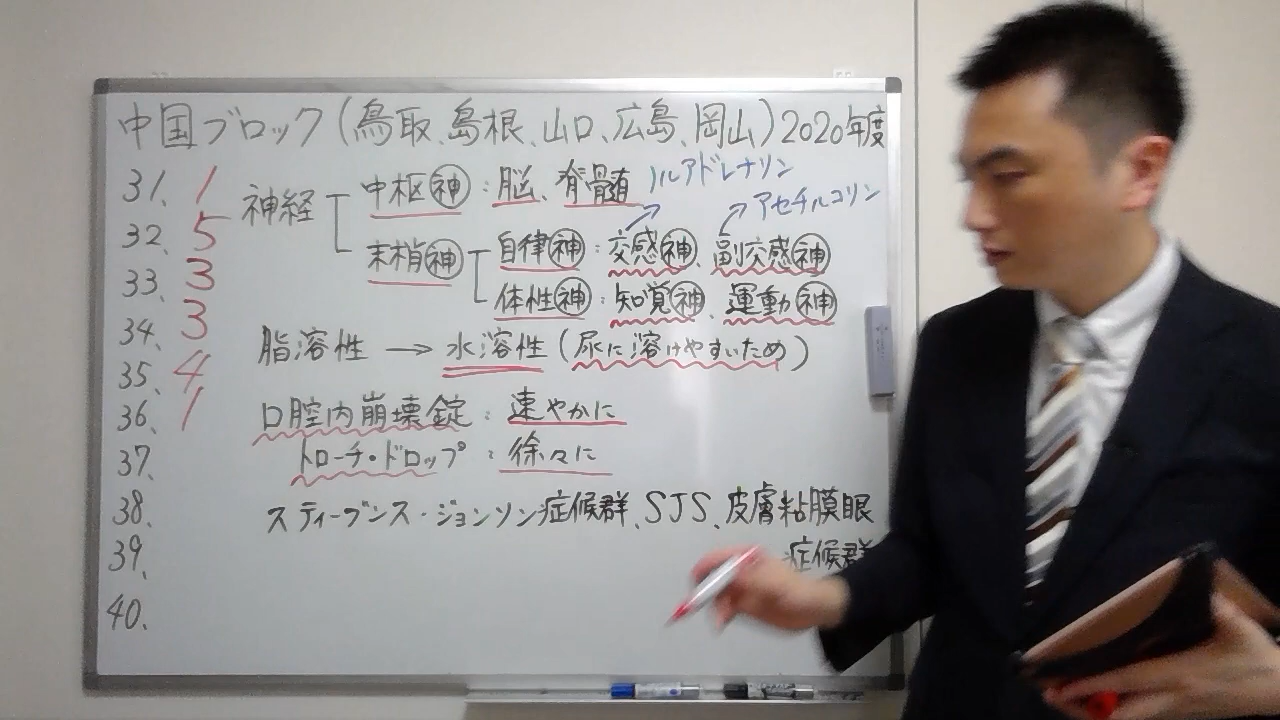 中国ブロック(鳥取、島根、山口、広島、岡山)2020年度
31. 1
32. 5
33. 3
34. 3
35. 4
36. 1
37.
38.
39.
40.
神経 中枢神:脳、脊髄 ノルアドレナリン
アセチルコリン
末梢神 自律神:交感神、副交感神
体性神:知覚神、運動神
脂溶性→水溶性(尿に溶けやすいため)
口腔内崩壊錠:速やかに
トローチ・ドロップ:徐々に
スティーブンス・ジョンソン症候群、SJS、皮膚粘膜眼
症候群